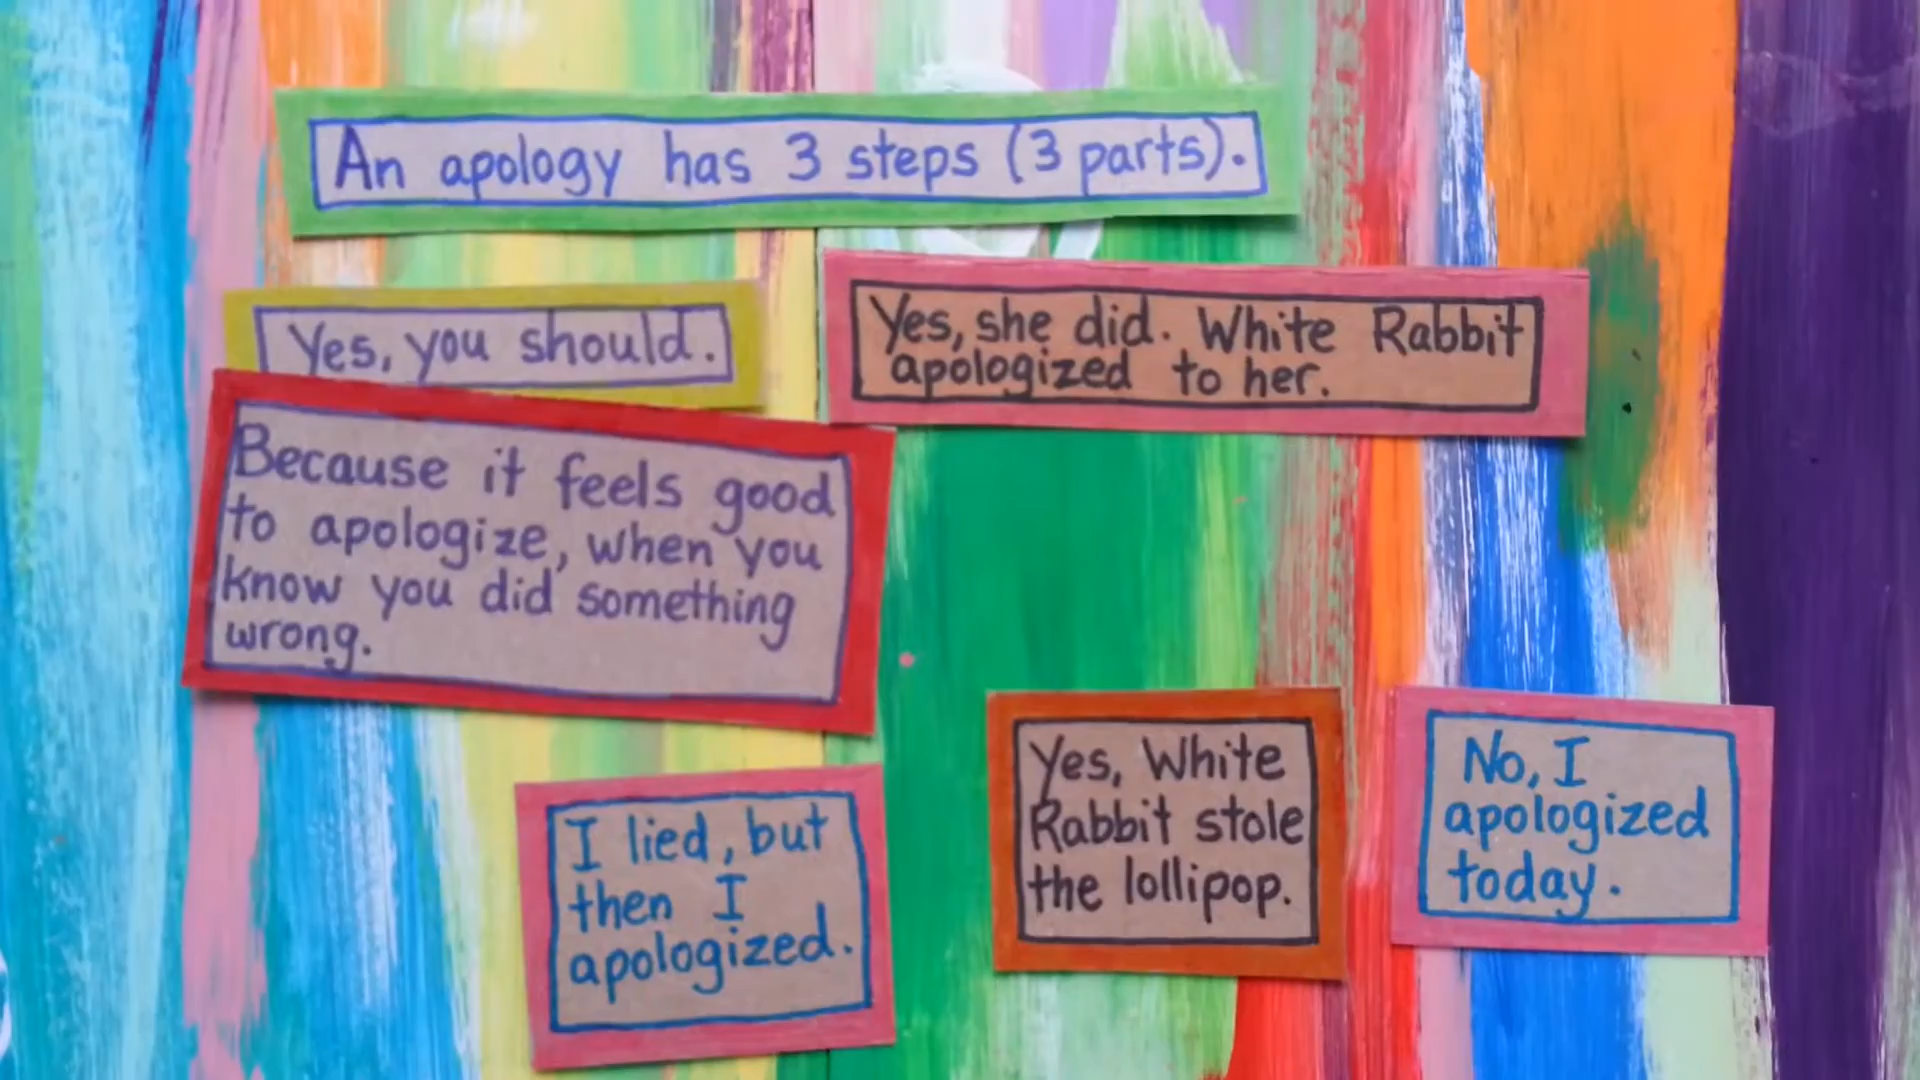 An apology has 3 steps (3 parts).
Yes, you should.
Yes, she did. White Rabbit
apologized to her.
Because it feels good
to apologize, when you
know you did something
wrong.
I lied, but
then I
apologized.
Yes, White
Rabbit stole
the lollipop.
No, I
apologized
today.